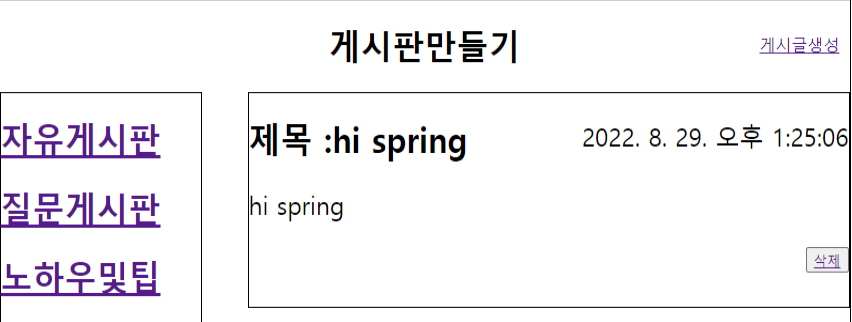 게시판만들기
게시글생성
자유게시판
질문게시판
노하우및팁
제목 :hi spring
2022. 8. 29. 오후 1:25:06
hi spring
삭제